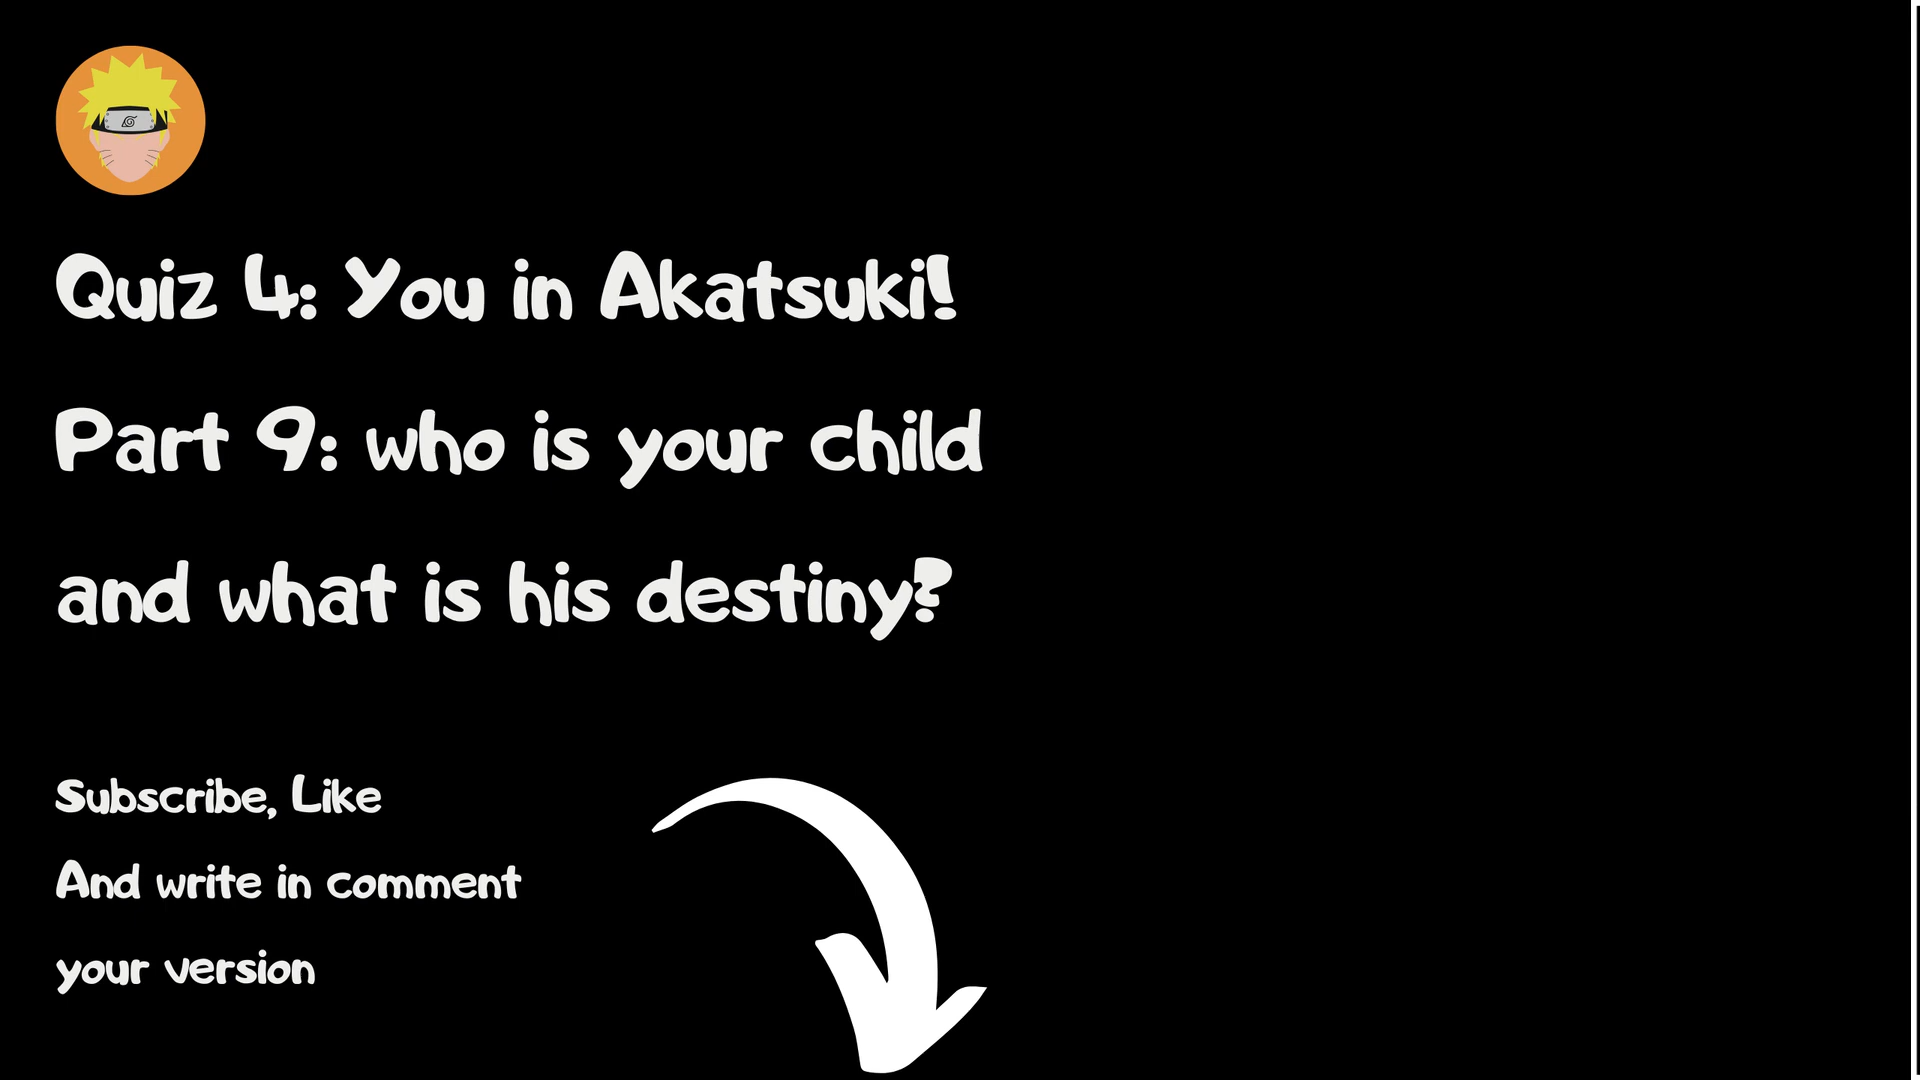 Quiz 4: You in Akatsuki!
Part 9: who is your child
and what is his destiny?
Subscribe, Like
And write in comment
your version